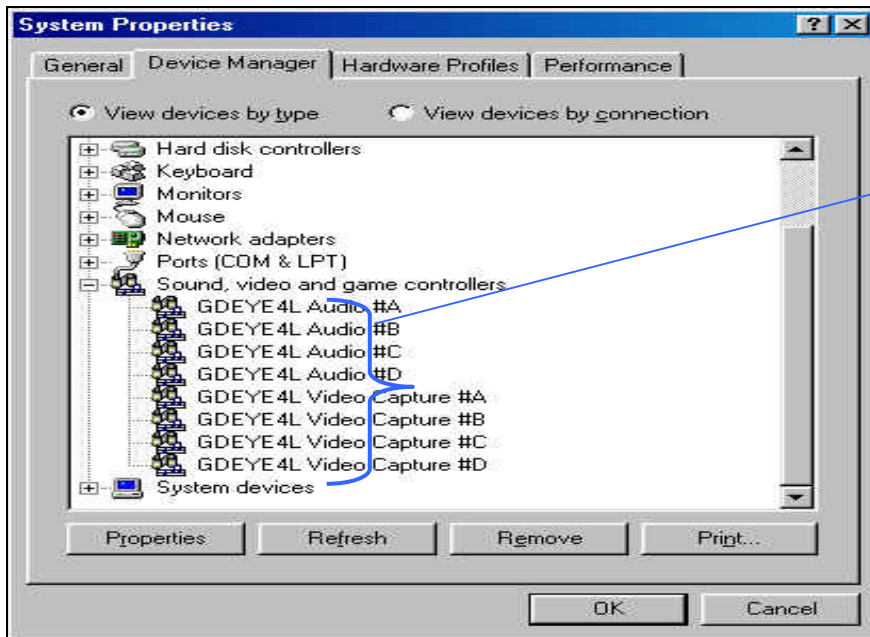 System Properties
General Device Manager Hardware Profiles Performance
View devices by type View devices by connection
Hard disk controllers
Keyboard
Monitors
Mouse
Network adapters
Ports (COM & LPT)
Sound, video and game controllers
GDEYE4L Audio #A
GDEYE4L Audio #B
GDEYE4L Audio #C
GDEYE4L Audio #D
GDEYE4L Video Capture #A
GDEYE4L Video Capture #B
GDEYE4L Video Capture #C
GDEYE4L Video Capture #D
System devices
Properties Refresh Remove Print...
OK Cancel